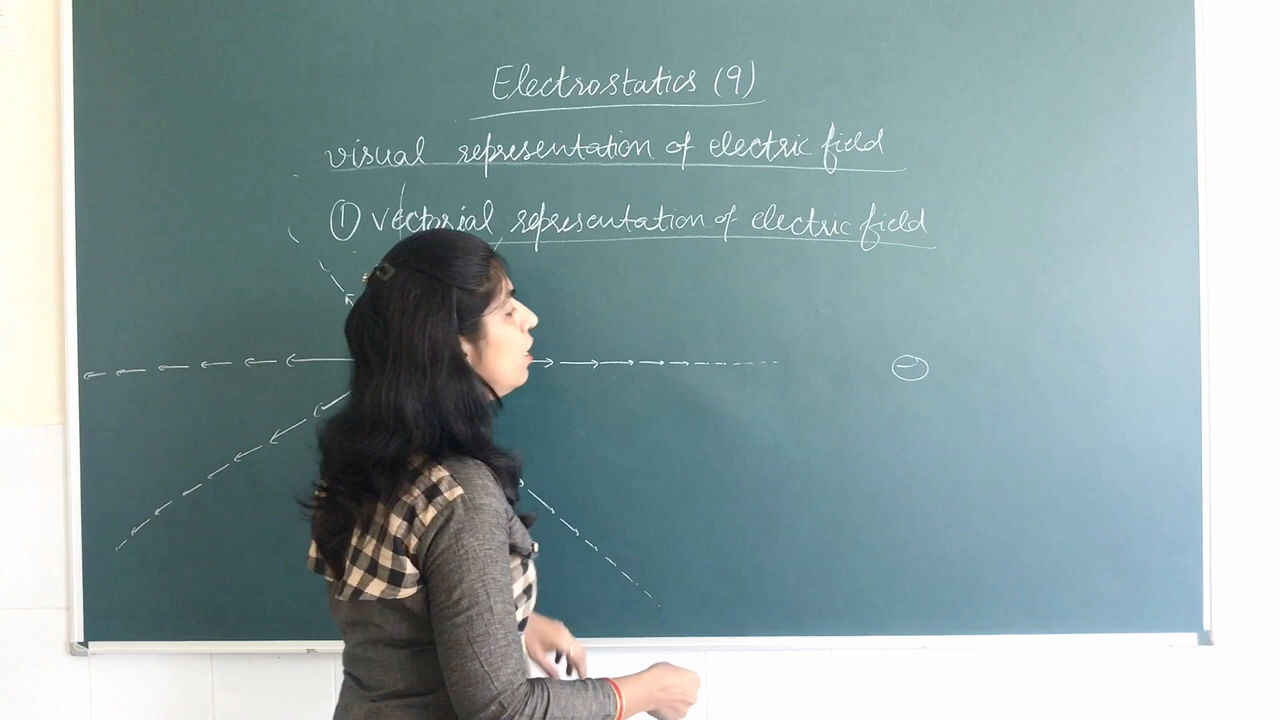 Electrostatics (9)
visual representation of electric field
① Vectorial representation of electric field
−